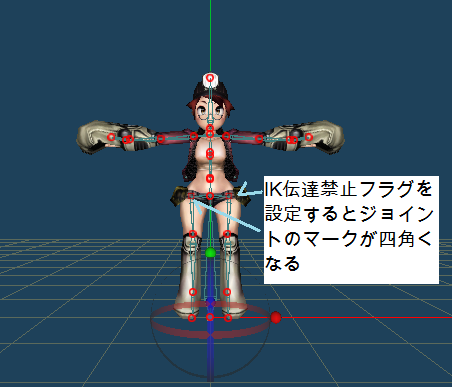 IK伝達禁止フラグを
設定するとジョイン
トのマークが四角く
なる